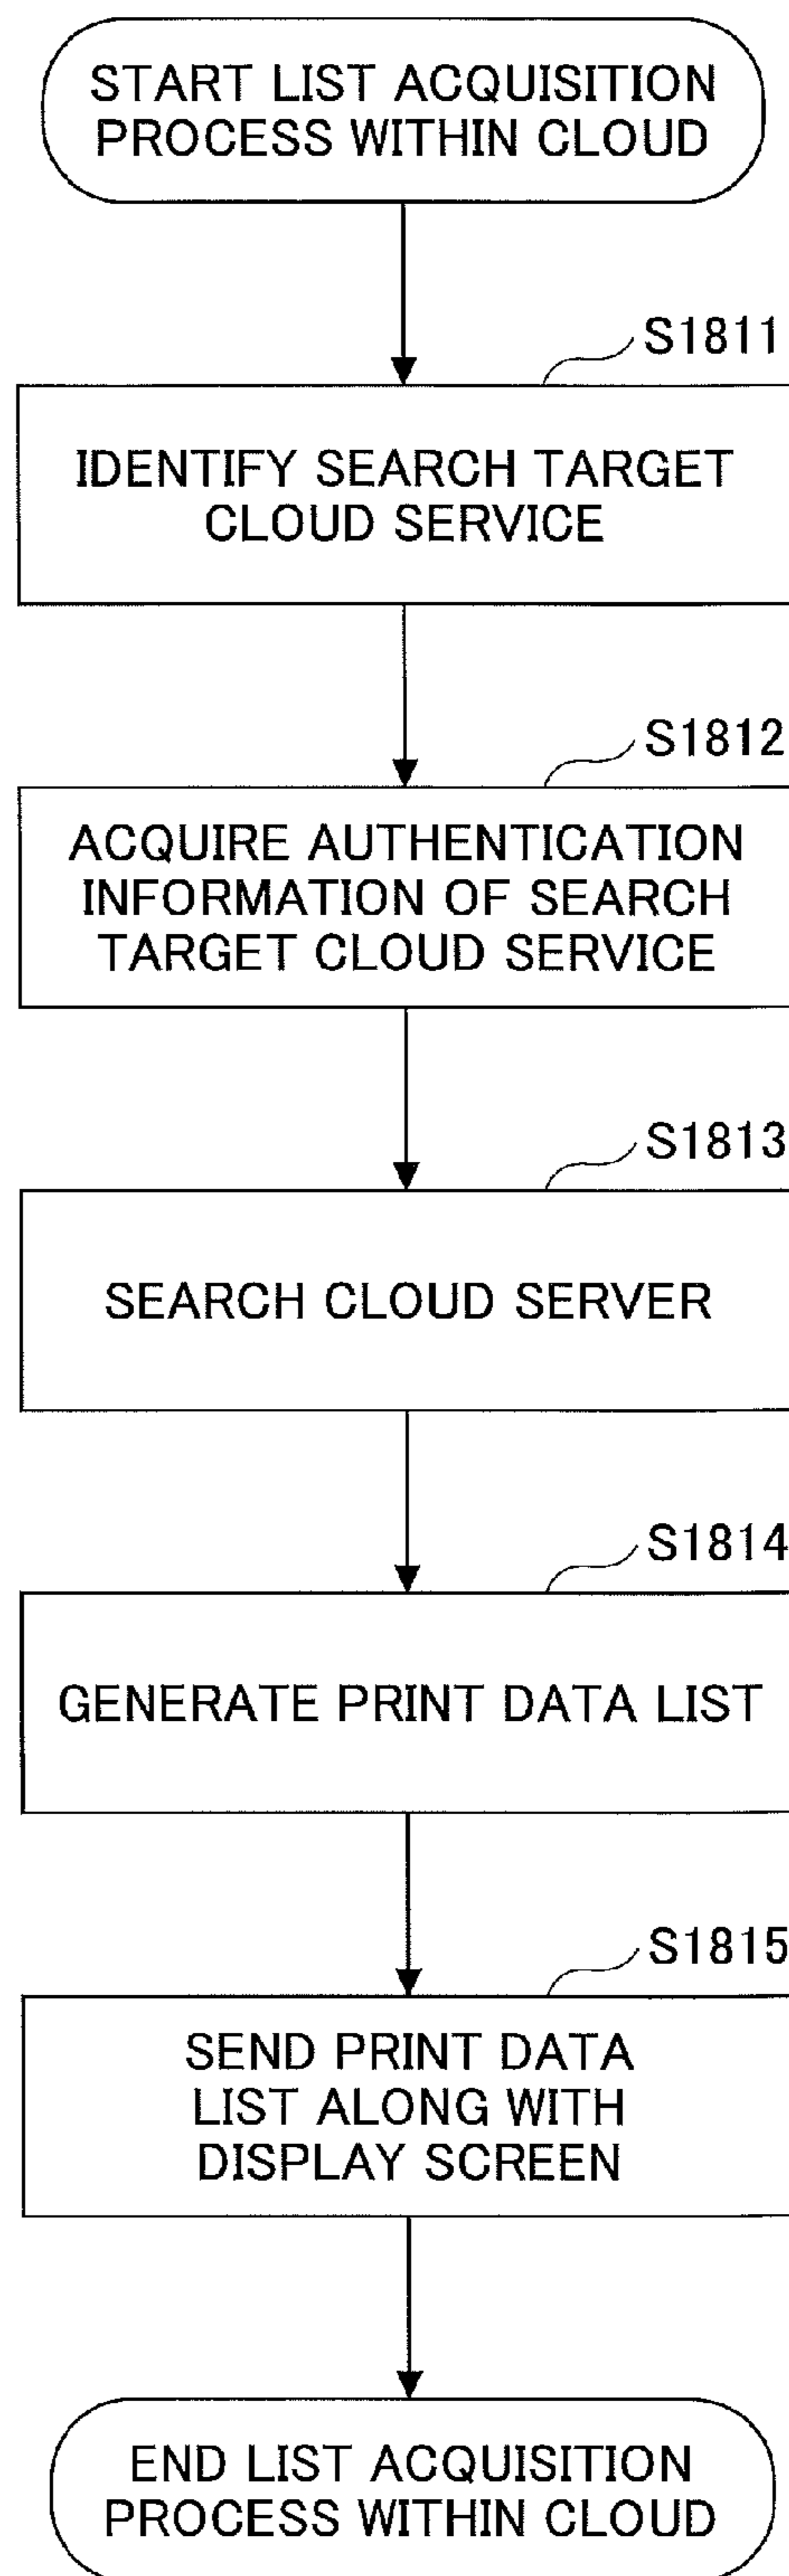 START LIST ACQUISITION
PROCESS WITHIN CLOUD
S1811
IDENTIFY SEARCH TARGET
CLOUD SERVICE
S1812
ACQUIRE AUTHENTICATION
INFORMATION OF SEARCH
TARGET CLOUD SERVICE
S1813
SEARCH CLOUD SERVER
S1814
GENERATE PRINT DATA LIST
S1815
SEND PRINT DATA
LIST ALONG WITH
DISPLAY SCREEN
END LIST ACQUISITION
PROCESS WITHIN CLOUD